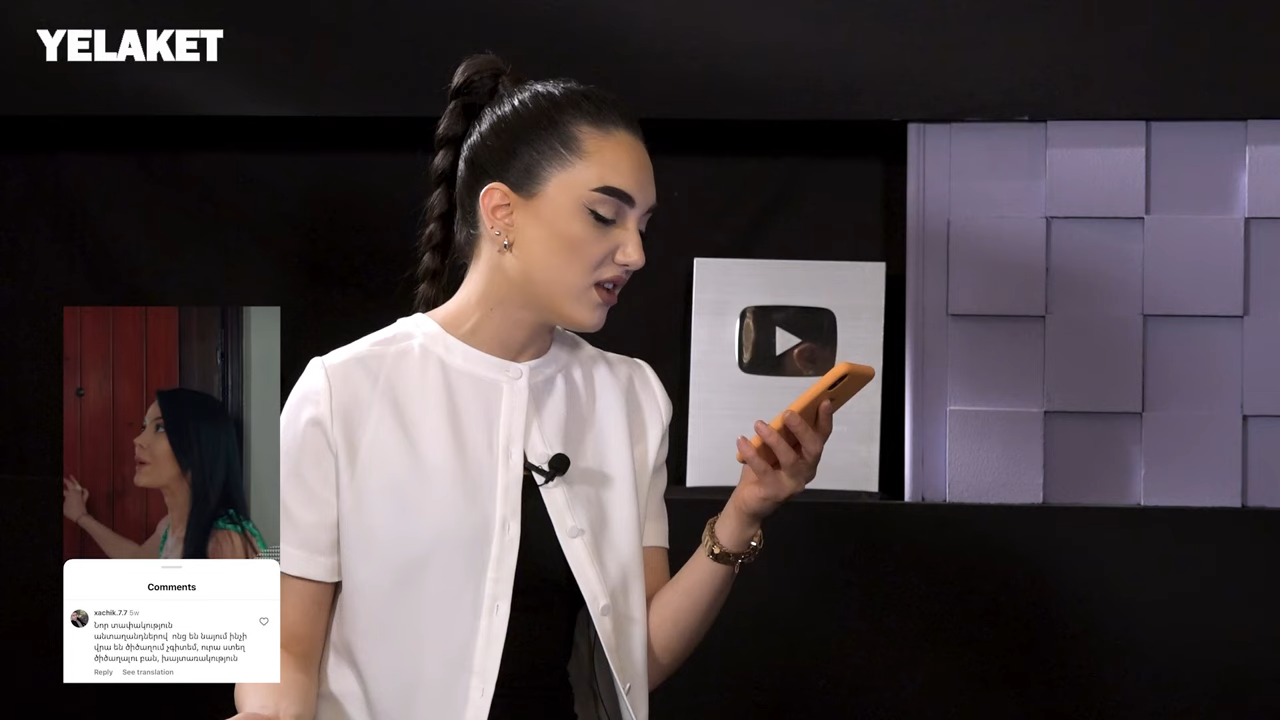 YELAKET
Comments
xachik.7.7 5w
Նոր տափակություն
անտաղանդներով ոնց են նայում ինչի
վրա են ծիծաղում չգիտեմ, ուրա ստեղ
ծիծաղալու բան, խայտառակություն
Reply See translation